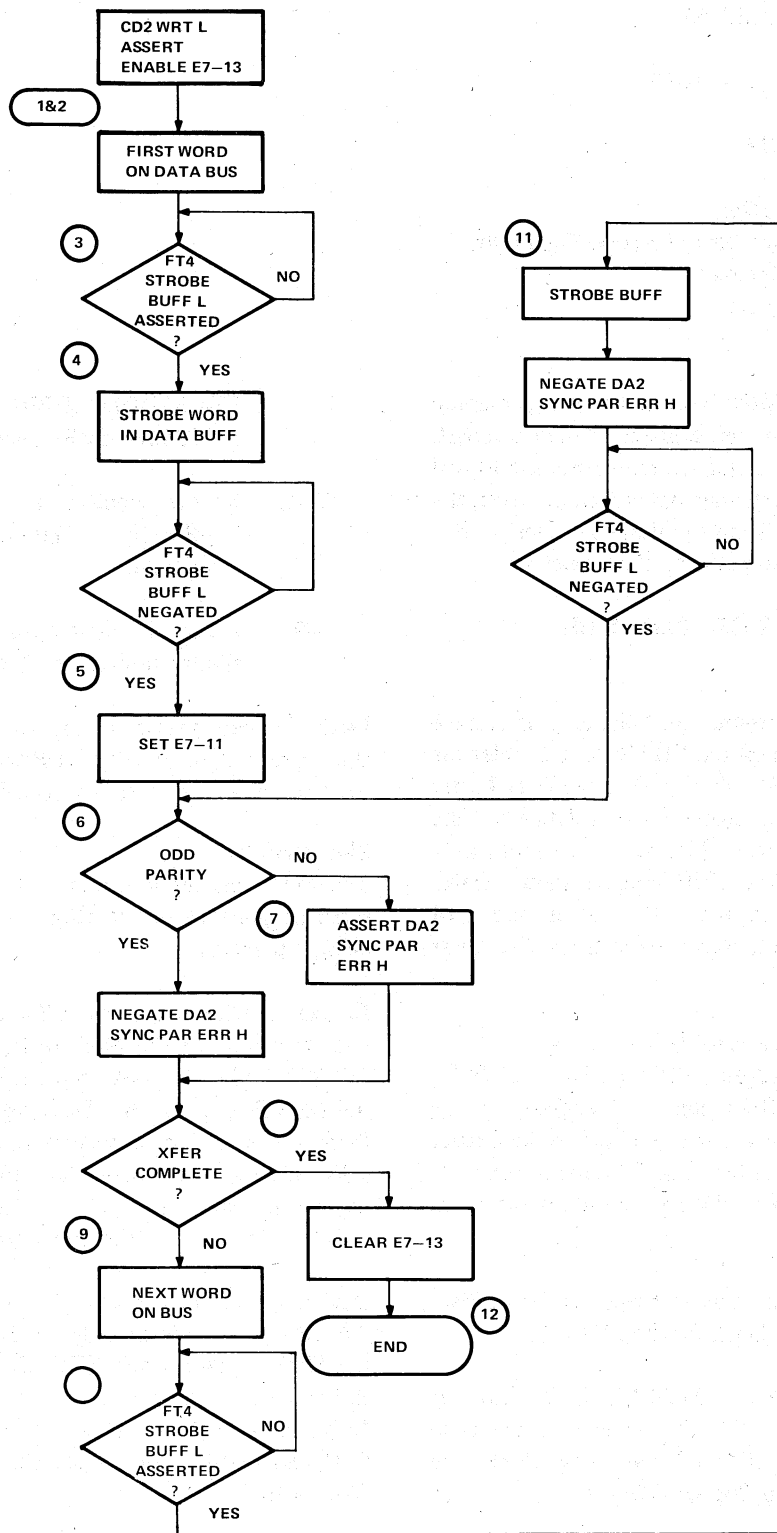 CD2 WRT L
ASSERT
ENABLE E7–13
1&2
FIRST WORD
ON DATA BUS
3
FT4
STROBE
BUFF L
ASSERTED
?
NO
YES
4
STROBE WORD
IN DATA BUFF
FT4
STROBE
BUFF L
NEGATED
?
5
YES
SET E7–11
11
STROBE BUFF
NEGATE DA2
SYNC PAR ERR H
FT4
STROBE
BUFF L
NEGATED
?
NO
YES
6
ODD
PARITY
?
NO
YES
7
ASSERT DA2
SYNC PAR
ERR H
NEGATE DA2
SYNC PAR ERR H
XFER
COMPLETE
?
YES
CLEAR E7–13
12
END
9
NO
NEXT WORD
ON BUS
FT4
STROBE
BUFF L
ASSERTED
?
NO
YES